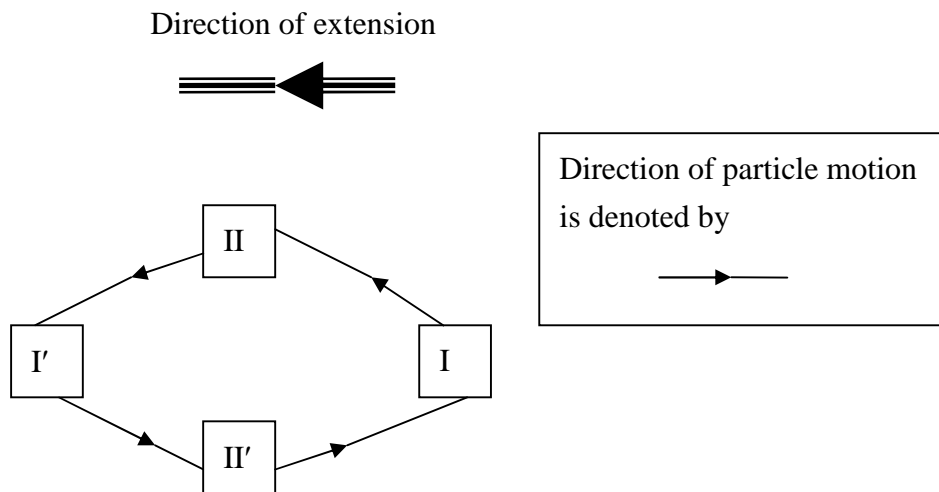 Direction of extension
Direction of particle motion
is denoted by
II
I′
I
II′